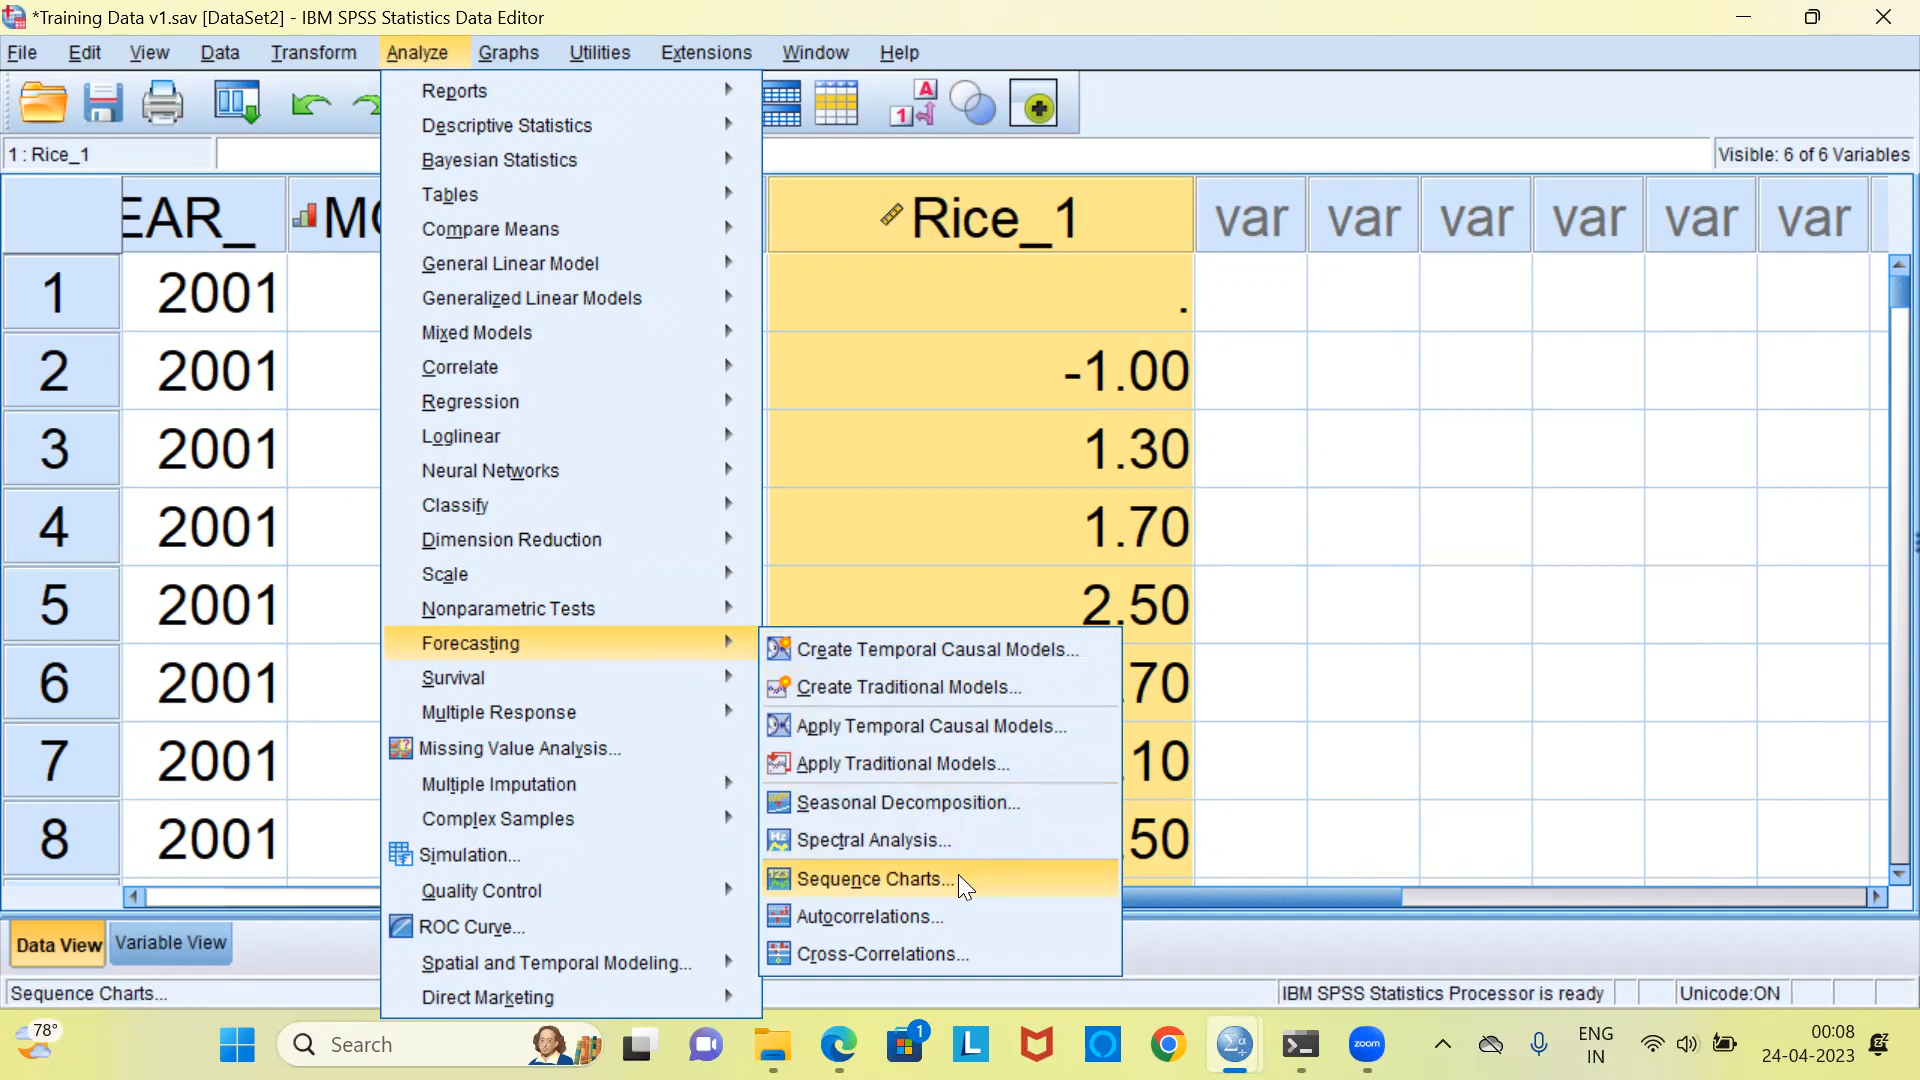 *Training Data v1.sav [DataSet2] - IBM SPSS Statistics Data Editor
File Edit View Data Transform Analyze Graphs Utilities Extensions Window Help
1 : Rice_1
Visible: 6 of 6 Variables
EAR_ Rice_1 var var var var var var
1 2001 .
2 2001 -1.00
3 2001 1.30
4 2001 1.70
5 2001 2.50
6 2001 .70
7 2001 .10
8 2001 .50
Reports
Descriptive Statistics
Bayesian Statistics
Tables
Compare Means
General Linear Model
Generalized Linear Models
Mixed Models
Correlate
Regression
Loglinear
Neural Networks
Classify
Dimension Reduction
Scale
Nonparametric Tests
Forecasting
Survival
Multiple Response
Missing Value Analysis...
Multiple Imputation
Complex Samples
Simulation...
Quality Control
ROC Curve...
Spatial and Temporal Modeling...
Direct Marketing
Create Temporal Causal Models...
Create Traditional Models...
Apply Temporal Causal Models...
Apply Traditional Models...
Seasonal Decomposition...
Spectral Analysis...
Sequence Charts...
Autocorrelations...
Cross-Correlations...
Data View Variable View
Sequence Charts...
IBM SPSS Statistics Processor is ready
Unicode:ON
78°
Search
1
L
zoom
ENG
IN
00:08
24-04-2023